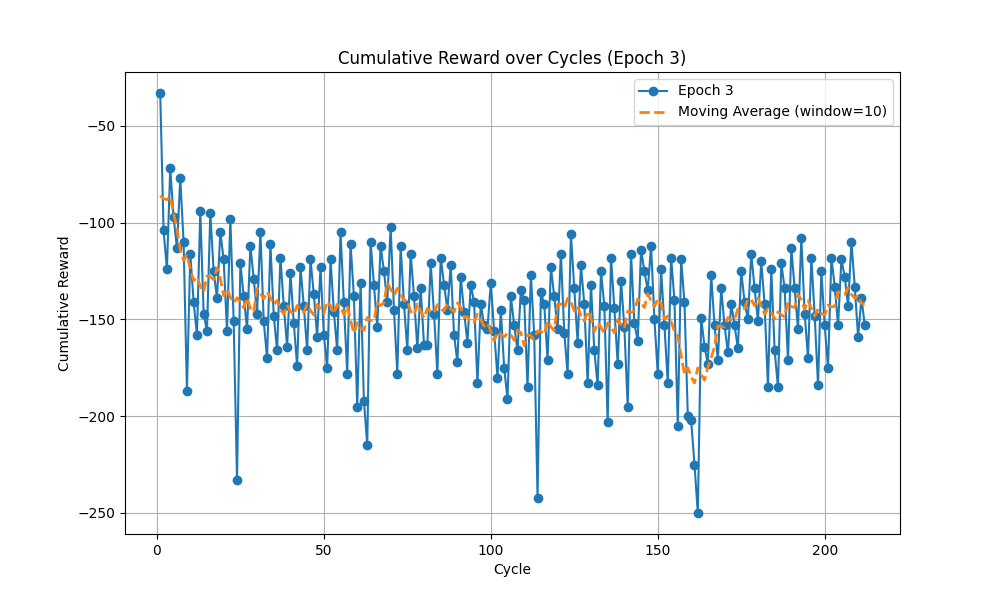 Cumulative Reward over Cycles (Epoch 3)
Epoch 3
Moving Average (window=10)
Cumulative Reward
−50
−100
−150
−200
−250
0
50
100
150
200
Cycle